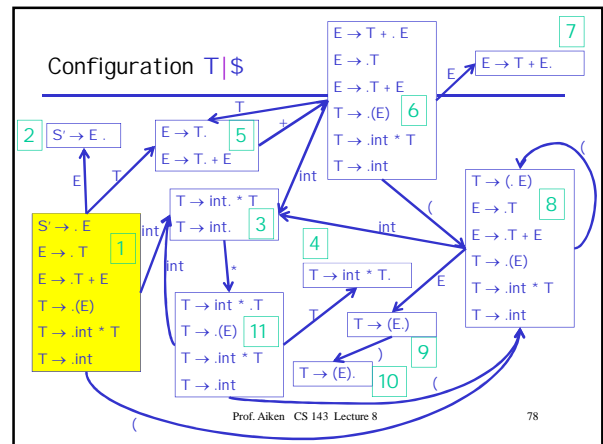 Configuration T|$
E → T + . E
E → .T
E → .T + E
T → .(E)
T → .int * T
T → .int
6
7
E → T + E.
E
T
+
2
S' → E .
E → T.
E → T. + E
5
E
T
int
(
(
T → (. E)
E → .T
E → .T + E
T → .(E)
T → .int * T
T → .int
8
S' → . E
E → . T
E → .T + E
T → .(E)
T → .int * T
T → .int
1
int
int
T → int. * T
T → int.
3
int
*
4
T → int * T.
T
E
T → int * .T
T → .(E)
T → .int * T
T → .int
11
T → (E.)
9
)
T → (E).
10
(
(
Prof. Aiken CS 143 Lecture 8
78